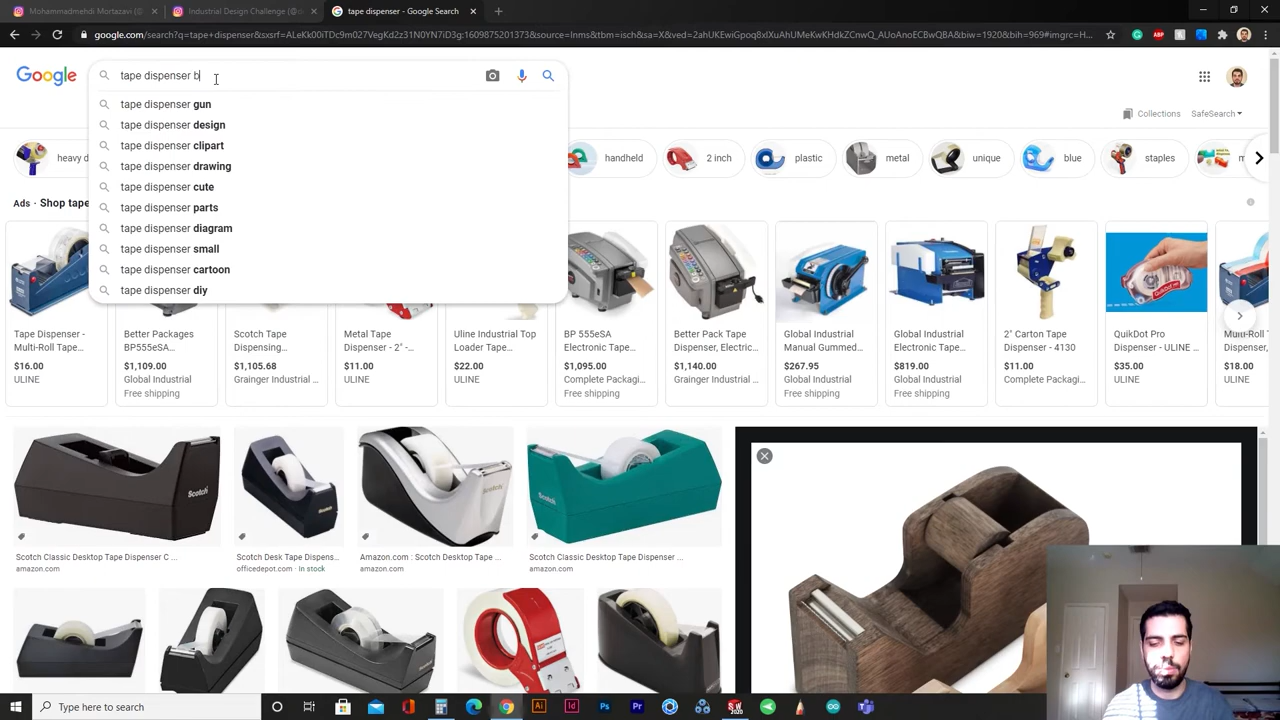 Mohammadmehdi Mortazavi (@
Industrial Design Challenge (@d
tape dispenser - Google Search
google.com/search?q=tape+dispenser&sxsrf=ALeKk00iTDc9m027VegKd2z31N0YN7iD3g:1609875201373&source=lnms&tbm=isch&sa=X&ved=2ahUKEwiGpoq8xlXuAhUMeKwKHdkZCnwQ_AUoAnoECBwQBA&biw=1920&bih=969#imgrc=H...
Google
tape dispenser b
tape dispenser gun
tape dispenser design
tape dispenser clipart
tape dispenser drawing
tape dispenser cute
tape dispenser parts
tape dispenser diagram
tape dispenser small
tape dispenser cartoon
tape dispenser diy
Collections
SafeSearch
heavy d
handheld
2 inch
plastic
metal
unique
blue
staples
m
Ads · Shop tape
Tape Dispenser -
Multi-Roll Tape...
$16.00
ULINE
Better Packages
BP555eSA...
$1,109.00
Global Industrial
Free shipping
Scotch Tape
Dispensing...
$1,105.68
Grainger Industrial ...
Metal Tape
Dispenser - 2" -...
$11.00
ULINE
Uline Industrial Top
Loader Tape...
$22.00
ULINE
BP 555eSA
Electronic Tape...
$1,095.00
Complete Packagi...
Free shipping
Better Pack Tape
Dispenser, Electric...
$1,140.00
Grainger Industrial ...
Global Industrial
Manual Gummed...
$267.95
Global Industrial
Free shipping
Global Industrial
Electronic Tape...
$819.00
Global Industrial
Free shipping
2" Carton Tape
Dispenser - 4130
$11.00
Complete Packagi...
QuikDot Pro
Dispenser - ULINE ...
$35.00
ULINE
Multi-Roll T
Dispenser,
$18.00
ULINE
Scotch
Scotch
Scotch
Scotch Classic Desktop Tape Dispenser C ...
amazon.com
Scotch Desk Tape Dispens...
officedepot.com · In stock
Amazon.com : Scotch Desktop Tape ...
amazon.com
Scotch Classic Desktop Tape Dispenser ...
amazon.com
Type here to search